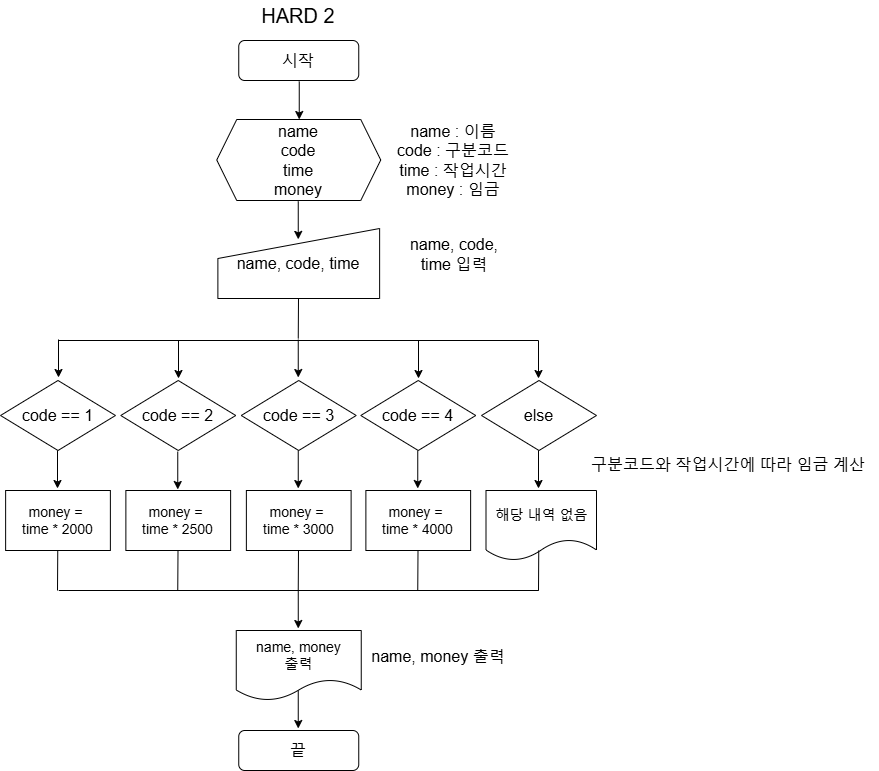 HARD 2
시작
name
code
time
money
name : 이름
code : 구분코드
time : 작업시간
money : 임금
name, code, time
name, code,
time 입력
code == 1
code == 2
code == 3
code == 4
else
구분코드와 작업시간에 따라 임금 계산
money =
time * 2000
money =
time * 2500
money =
time * 3000
money =
time * 4000
해당 내역 없음
name, money
출력
name, money 출력
끝